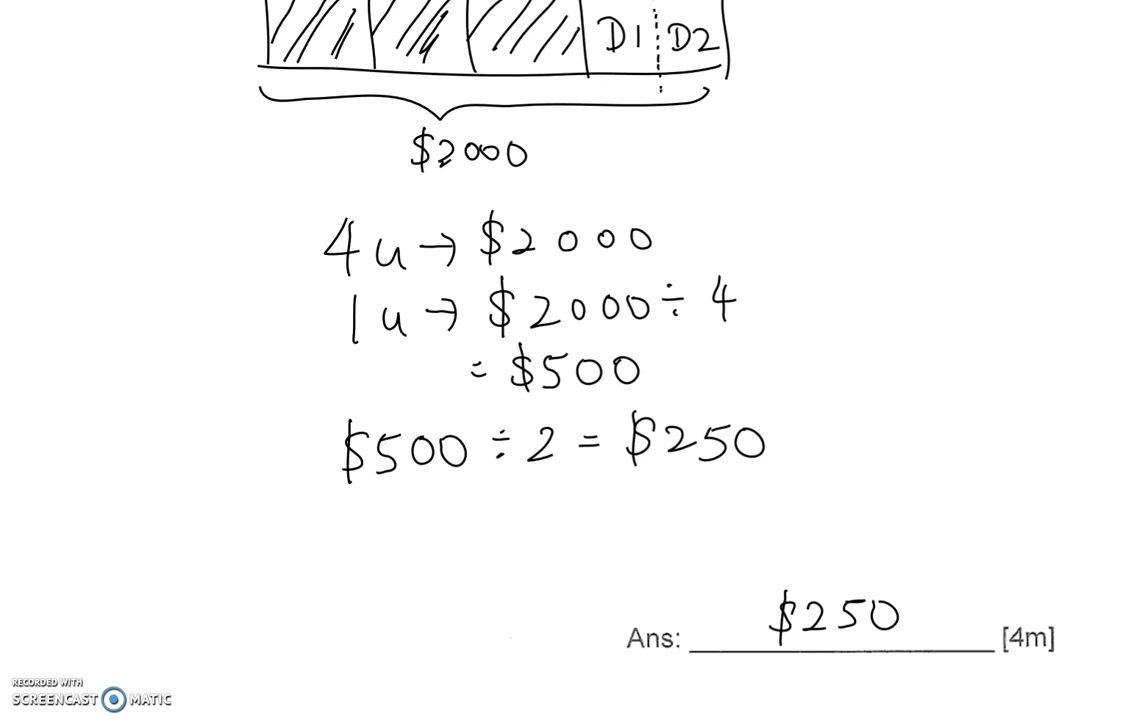 D1 D2
$2000
4u → $2000
1u → $2000 ÷ 4
= $500
$500 ÷ 2 = $250
$250
Ans: [4m]
RECORDED WITH
SCREENCAST MATIC